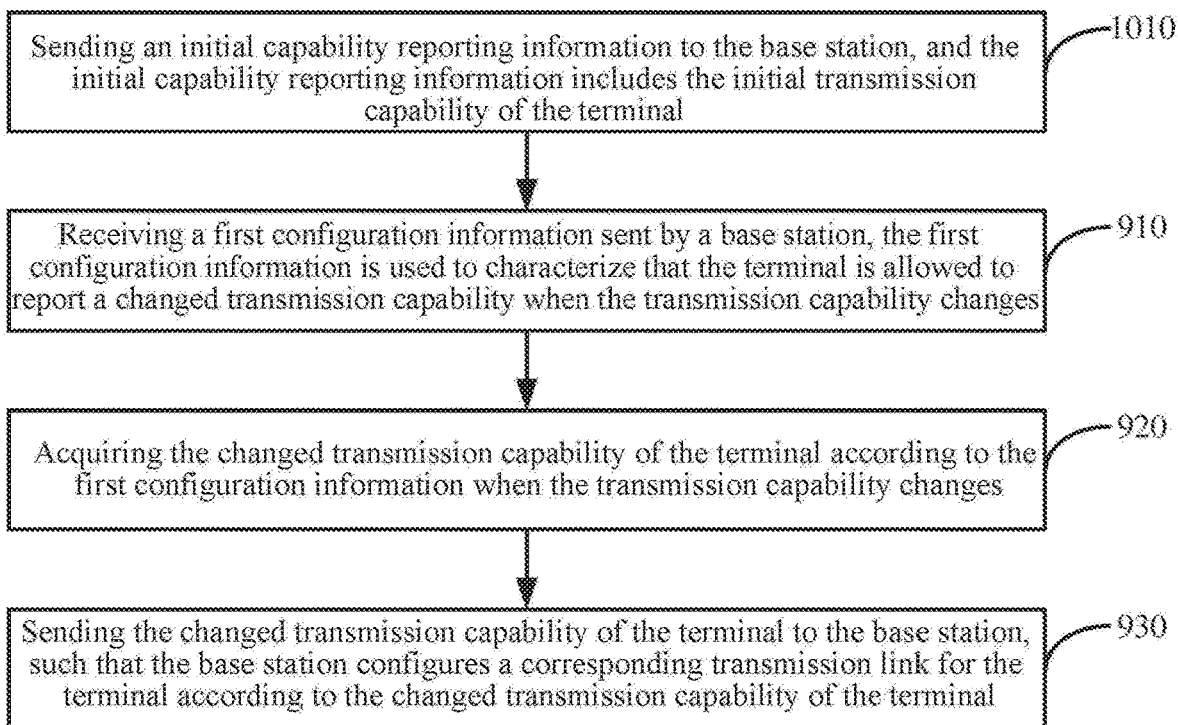 Sending an initial capability reporting information to the base station, and the
initial capability reporting information includes the initial transmission
capability of the terminal
1010
Receiving a first configuration information sent by a base station, the first
configuration information is used to characterize that the terminal is allowed to
report a changed transmission capability when the transmission capability changes
910
Acquiring the changed transmission capability of the terminal according to the
first configuration information when the transmission capability changes
920
Sending the changed transmission capability of the terminal to the base station,
such that the base station configures a corresponding transmission link for the
terminal according to the changed transmission capability of the terminal
930